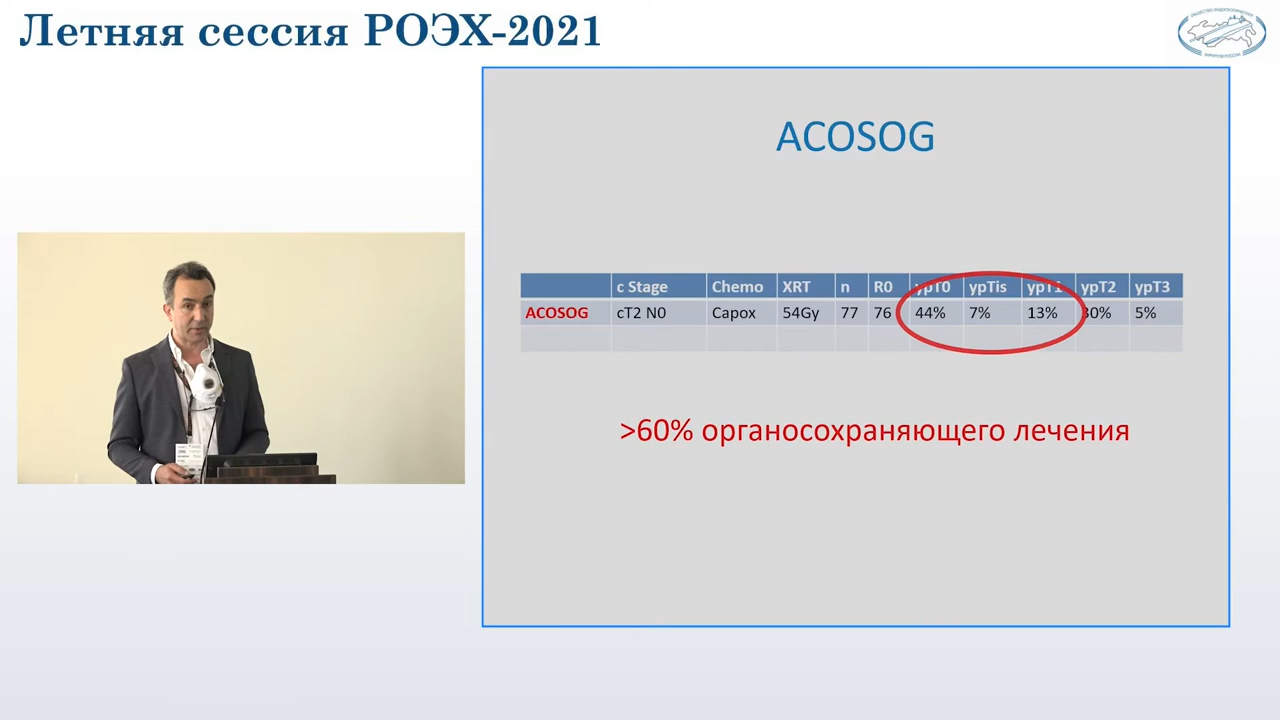 Летняя сессия РОЭХ-2021
ACOSOG
c Stage Chemo XRT n R0 ypT0 ypTis ypT1 ypT2 ypT3
ACOSOG cT2 N0 Capox 54Gy 77 76 44% 7% 13% 30% 5%
>60% органосохраняющего лечения